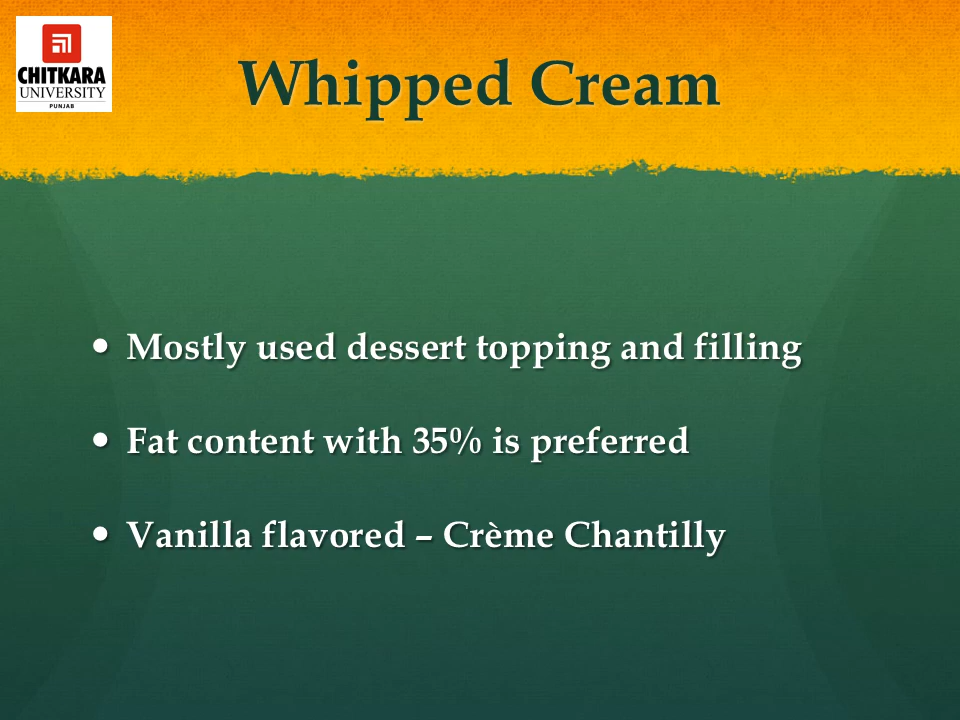 CHITKARA
UNIVERSITY
PUNJAB
Whipped Cream
• Mostly used dessert topping and filling
• Fat content with 35% is preferred
• Vanilla flavored – Crème Chantilly